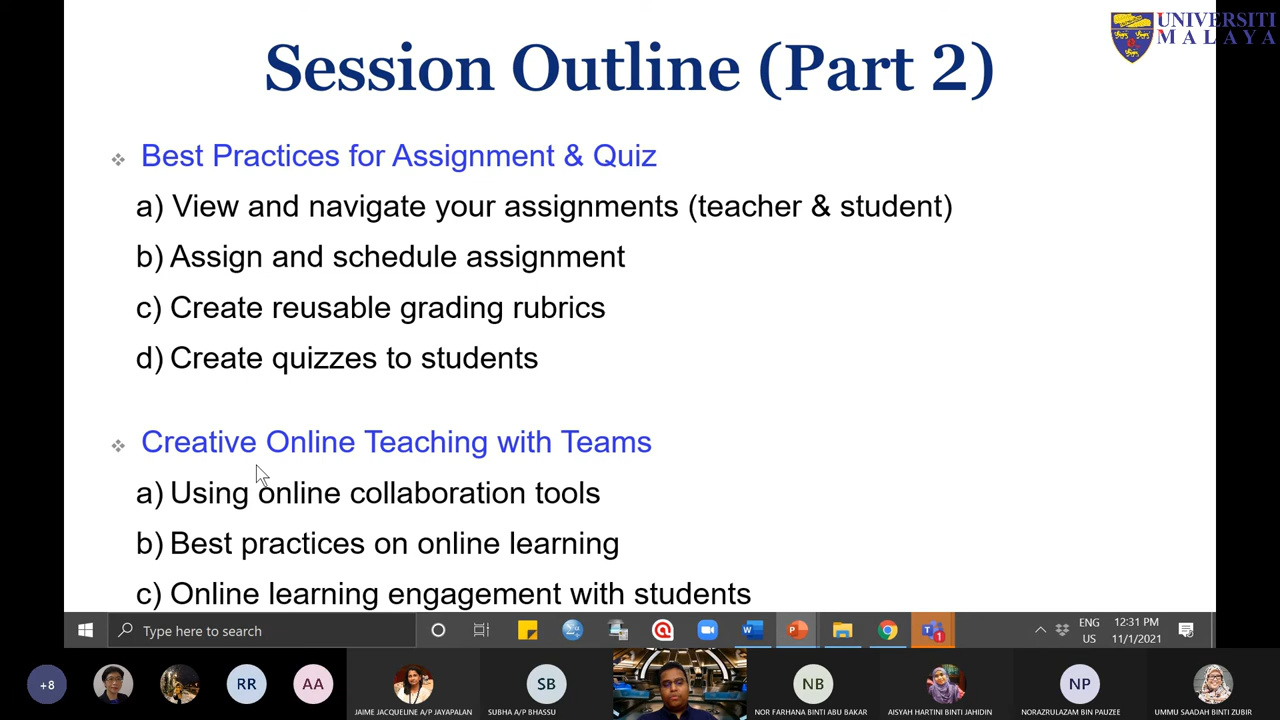 UNIVERSITI
MALAYA
Session Outline (Part 2)
Best Practices for Assignment & Quiz
a) View and navigate your assignments (teacher & student)
b) Assign and schedule assignment
c) Create reusable grading rubrics
d) Create quizzes to students
Creative Online Teaching with Teams
a) Using online collaboration tools
b) Best practices on online learning
c) Online learning engagement with students
Type here to search
ENG
US
12:31 PM
11/1/2021
+8
RR
AA
JAIME JACQUELINE A/P JAYAPALAN
SB
SUBHA A/P BHASSU
NB
NOR FARHANA BINTI ABU BAKAR
AISYAH HARTINI BINTI JAHIDIN
NP
NORAZRULAZAM BIN PAUZEE
UMMU SAADAH BINTI ZUBIR